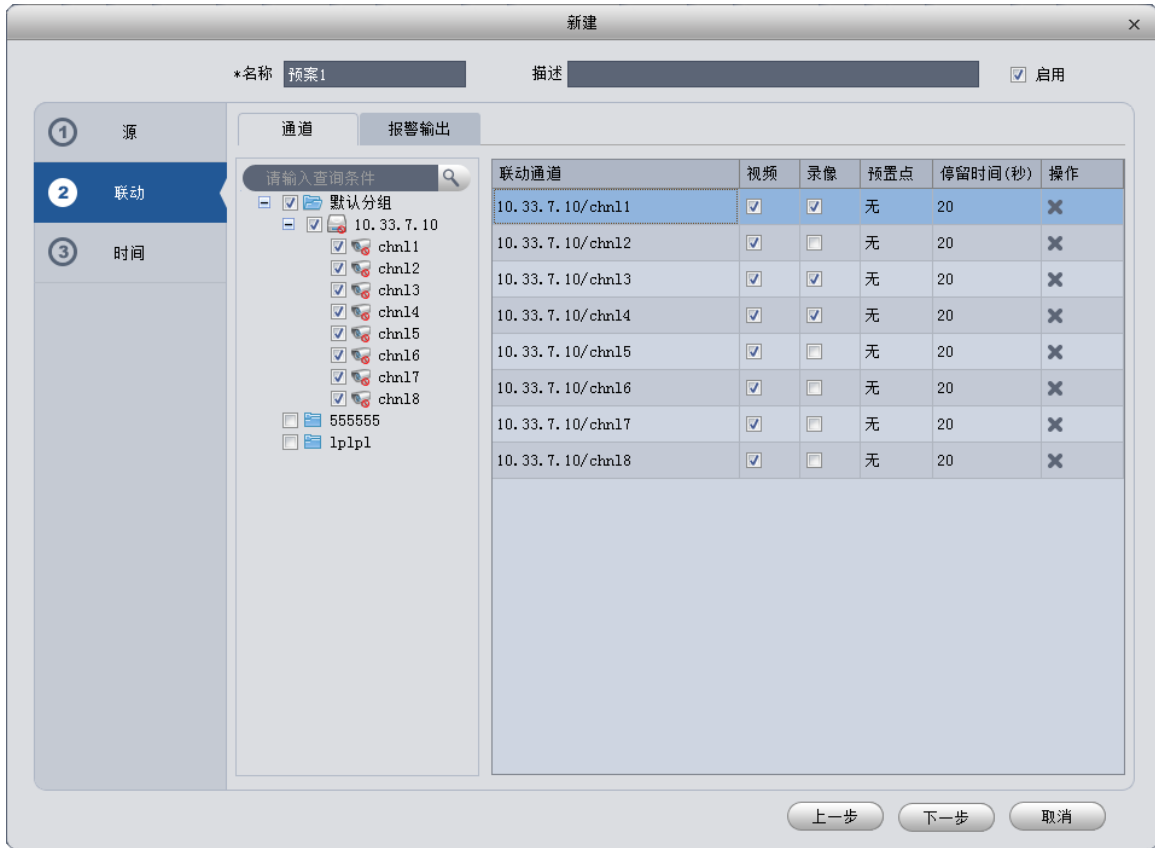 新建
*名称 预案1 描述 启用
1 源
2 联动
3 时间
通道 报警输出
请输入查询条件
默认分组
10.33.7.10
chnl1
chnl2
chnl3
chnl4
chnl5
chnl6
chnl7
chnl8
555555
lplpl
联动通道 视频 录像 预置点 停留时间(秒) 操作
10.33.7.10/chnl1 无 20
10.33.7.10/chnl2 无 20
10.33.7.10/chnl3 无 20
10.33.7.10/chnl4 无 20
10.33.7.10/chnl5 无 20
10.33.7.10/chnl6 无 20
10.33.7.10/chnl7 无 20
10.33.7.10/chnl8 无 20
上一步 下一步 取消